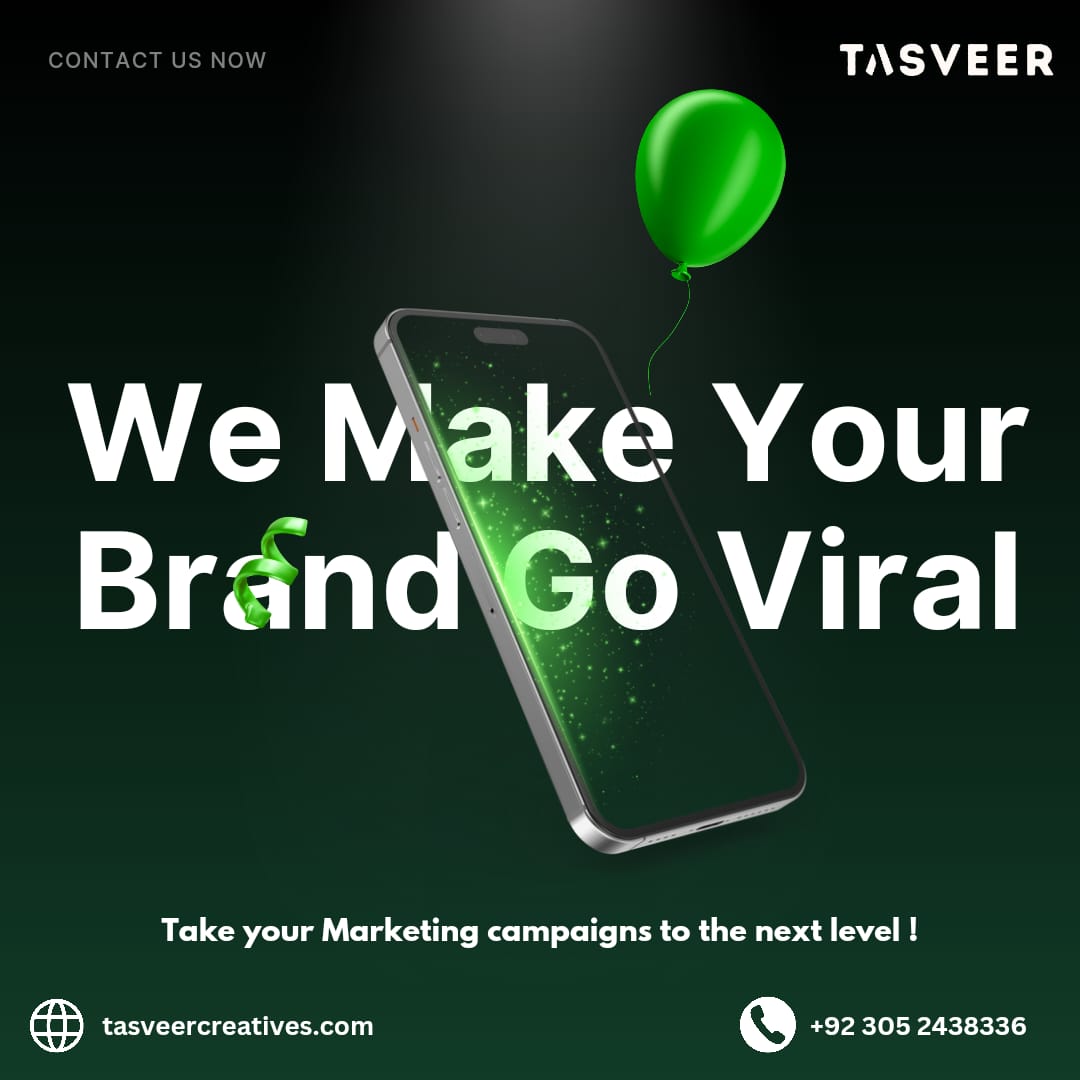 CONTACT US NOW
TASVEER
We Make Your
Brand Go Viral
Take your Marketing campaigns to the next level !
tasveercreatives.com
+92 305 2438336